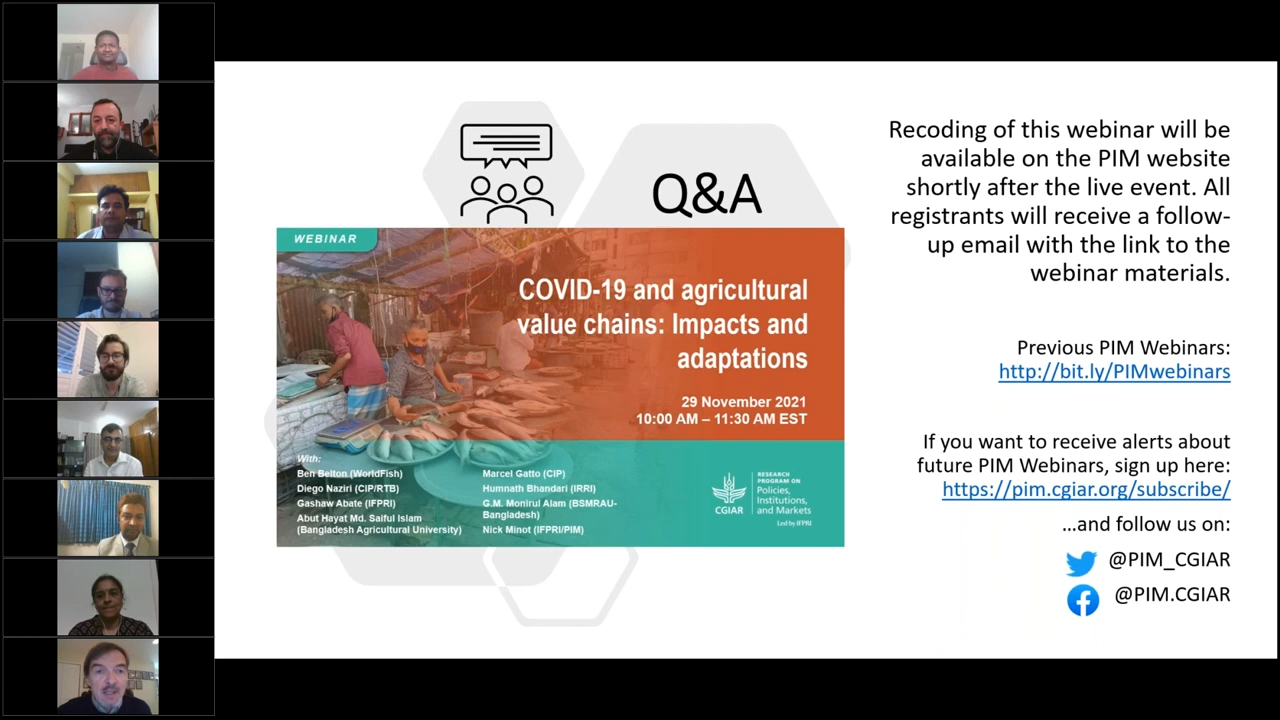 Q&A
WEBINAR
COVID-19 and agricultural
value chains: Impacts and
adaptations
29 November 2021
10:00 AM – 11:30 AM EST
With:
Ben Belton (WorldFish)
Diego Naziri (CIP/RTB)
Gashaw Abate (IFPRI)
Abut Hayat Md. Saiful Islam
(Bangladesh Agricultural University)
Marcel Gatto (CIP)
Humnath Bhandari (IRRI)
G.M. Monirul Alam (BSMRAU-
Bangladesh)
Nick Minot (IFPRI/PIM)
CGIAR
RESEARCH
PROGRAM ON
Policies,
Institutions,
and Markets
Led by IFPRI
Recoding of this webinar will be
available on the PIM website
shortly after the live event. All
registrants will receive a follow-
up email with the link to the
webinar materials.
Previous PIM Webinars:
http://bit.ly/PIMwebinars
If you want to receive alerts about
future PIM Webinars, sign up here:
https://pim.cgiar.org/subscribe/
...and follow us on:
@PIM_CGIAR
@PIM.CGIAR